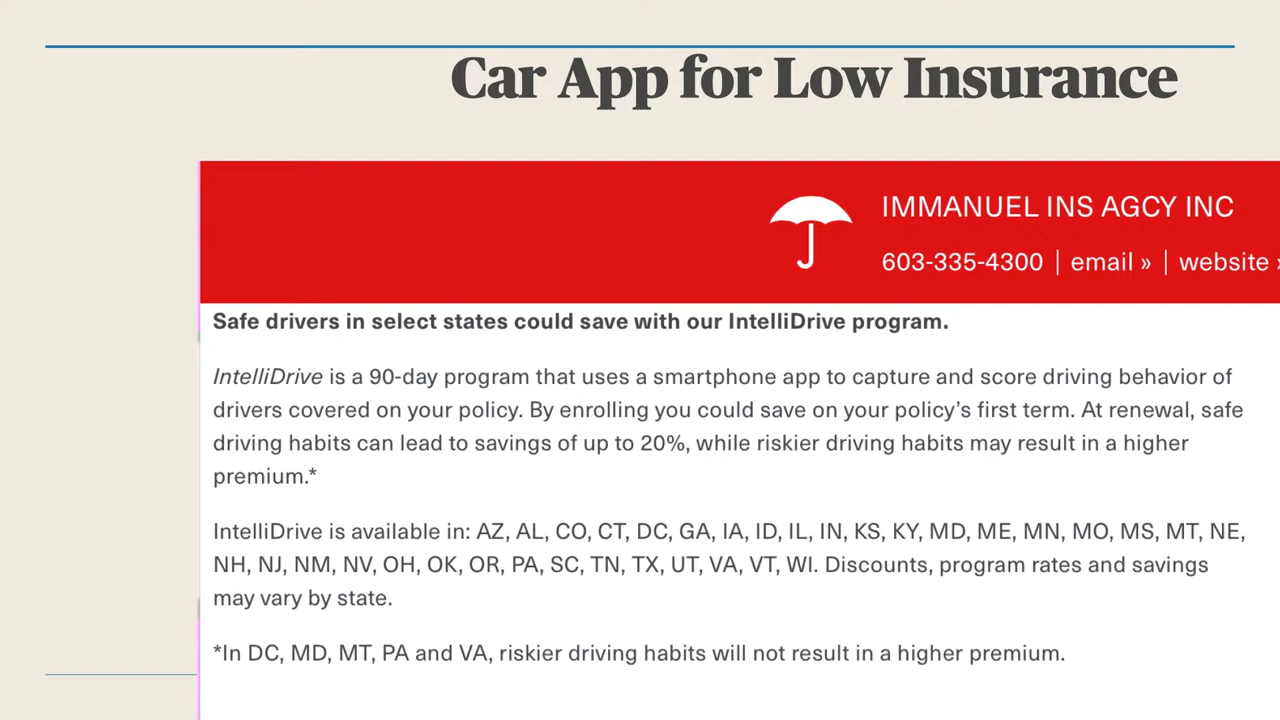 Car App for Low Insurance
IMMANUEL INS AGCY INC
603-335-4300 | email » | website »
Safe drivers in select states could save with our IntelliDrive program.
IntelliDrive is a 90-day program that uses a smartphone app to capture and score driving behavior of
drivers covered on your policy. By enrolling you could save on your policy’s first term. At renewal, safe
driving habits can lead to savings of up to 20%, while riskier driving habits may result in a higher
premium.*
IntelliDrive is available in: AZ, AL, CO, CT, DC, GA, IA, ID, IL, IN, KS, KY, MD, ME, MN, MO, MS, MT, NE,
NH, NJ, NM, NV, OH, OK, OR, PA, SC, TN, TX, UT, VA, VT, WI. Discounts, program rates and savings
may vary by state.
*In DC, MD, MT, PA and VA, riskier driving habits will not result in a higher premium.